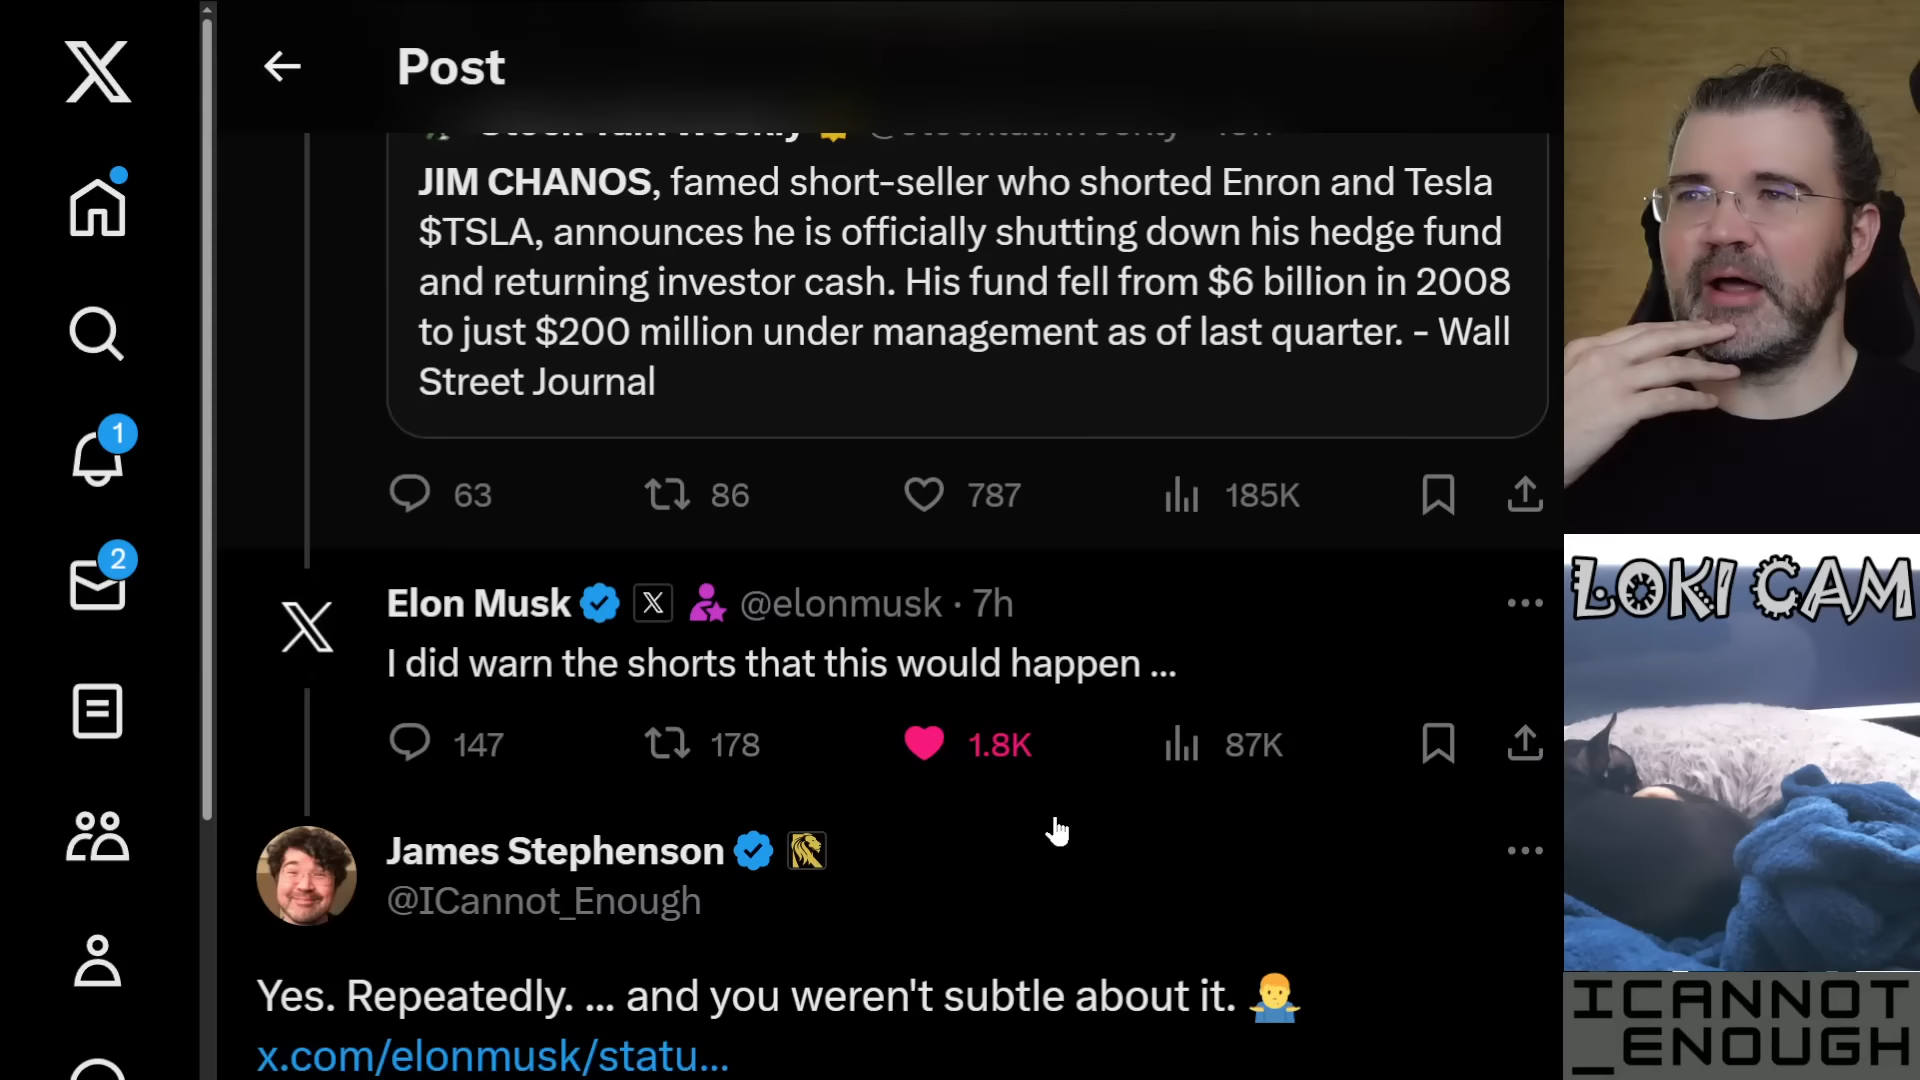 Post
JIM CHANOS, famed short-seller who shorted Enron and Tesla
$TSLA, announces he is officially shutting down his hedge fund
and returning investor cash. His fund fell from $6 billion in 2008
to just $200 million under management as of last quarter. - Wall
Street Journal
63 86 787 185K
1
2
Elon Musk @elonmusk · 7h
I did warn the shorts that this would happen ...
147 178 1.8K 87K
James Stephenson
@ICannot_Enough
Yes. Repeatedly. ... and you weren't subtle about it. 🤷‍♂️
x.com/elonmusk/statu...
LOKI CAM
ICANNOT
_ENOUGH